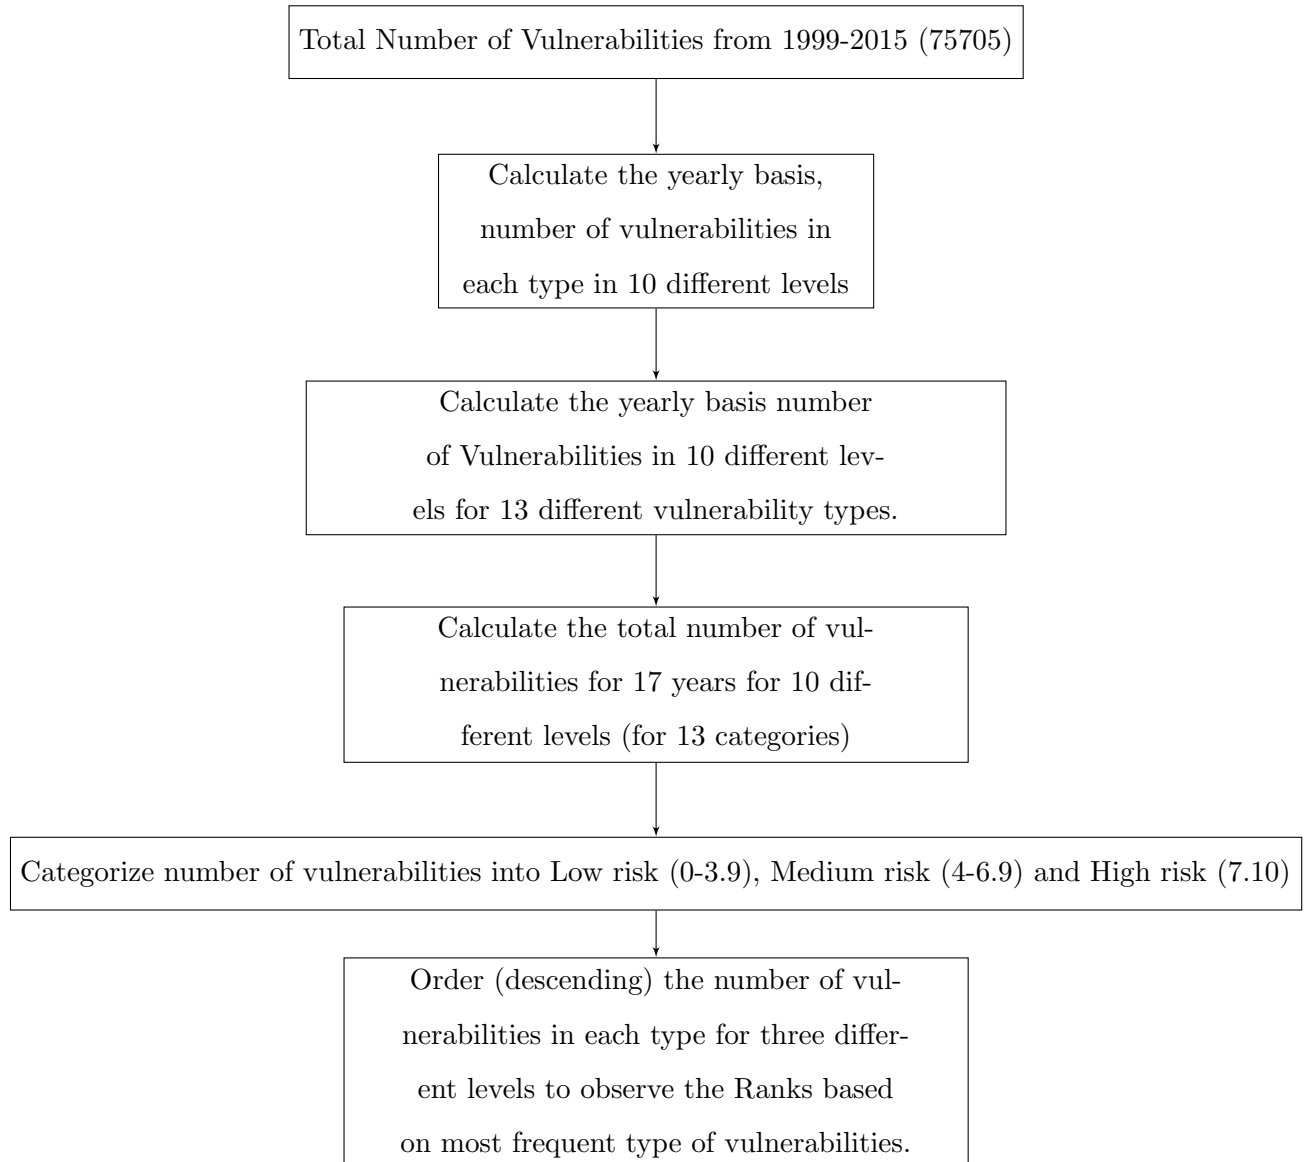 Total Number of Vulnerabilities from 1999-2015 (75705)
Calculate the yearly basis,
number of vulnerabilities in
each type in 10 different levels
Calculate the yearly basis number
of Vulnerabilities in 10 different lev-
els for 13 different vulnerability types.
Calculate the total number of vul-
nerabilities for 17 years for 10 dif-
ferent levels (for 13 categories)
Categorize number of vulnerabilities into Low risk (0-3.9), Medium risk (4-6.9) and High risk (7.10)
Order (descending) the number of vul-
nerabilities in each type for three differ-
ent levels to observe the Ranks based
on most frequent type of vulnerabilities.